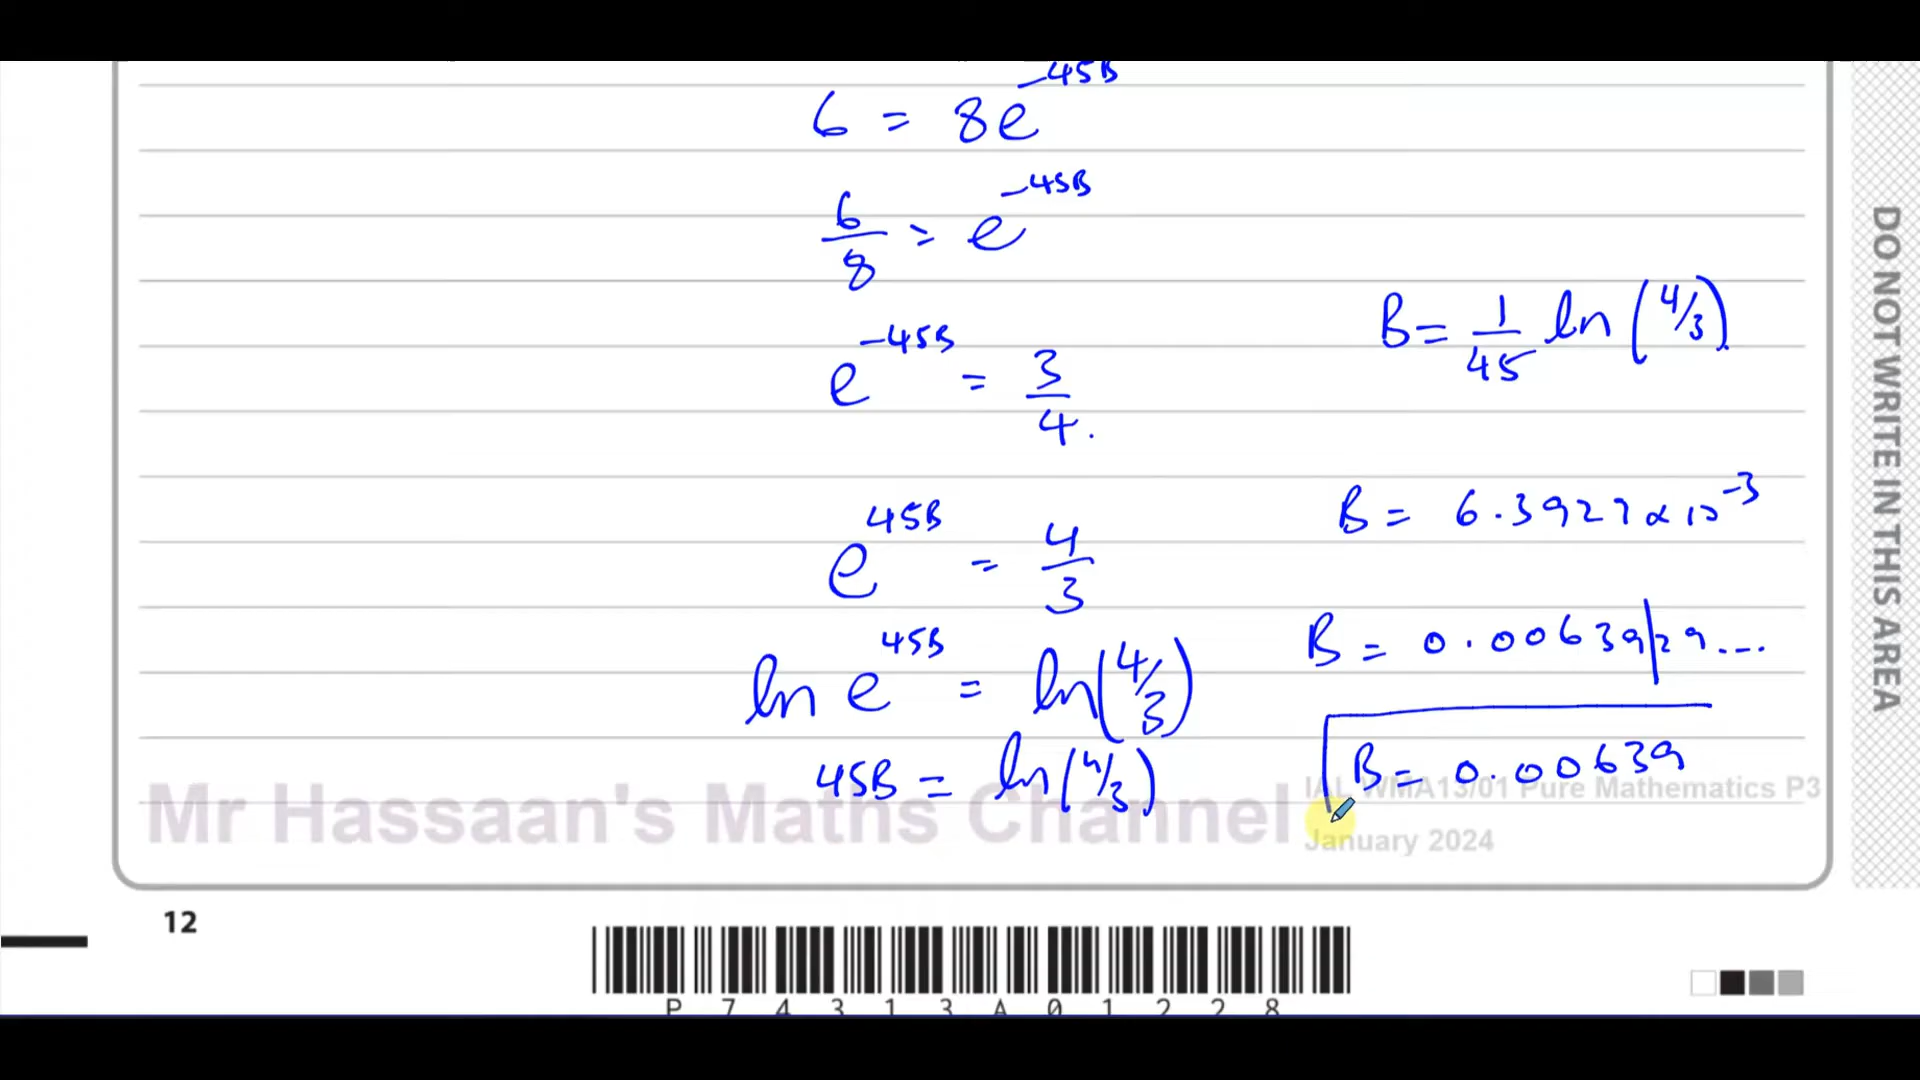 6 = 8e^-45B
6/8 = e^-45B
e^-45B = 3/4.
e^45B = 4/3
ln e^45B = ln(4/3)
45B = ln(4/3)
B = 1/45 ln(4/3)
B = 6.3929 x 10^-3
B = 0.00639|29...
B = 0.00639
Mr Hassaan's Maths Channel
IAL WMA13/01 Pure Mathematics P3
January 2024
12
P 7 4 3 1 3 A 0 1 2 2 8
DO NOT WRITE IN THIS AREA